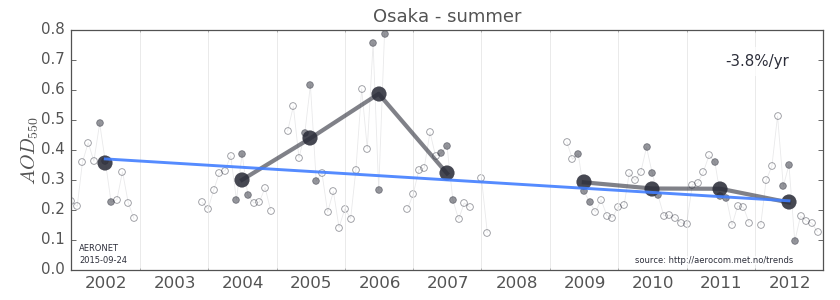 Osaka - summer
0.8
-3.8%/yr
0.7
0.6
0.5
0.4
AOD550
0.3
0.2
0.1
AERONET
2015-09-24
source: http://aerocom.met.no/trends
0.0
2002 2003 2004 2005 2006 2007 2008 2009 2010 2011 2012